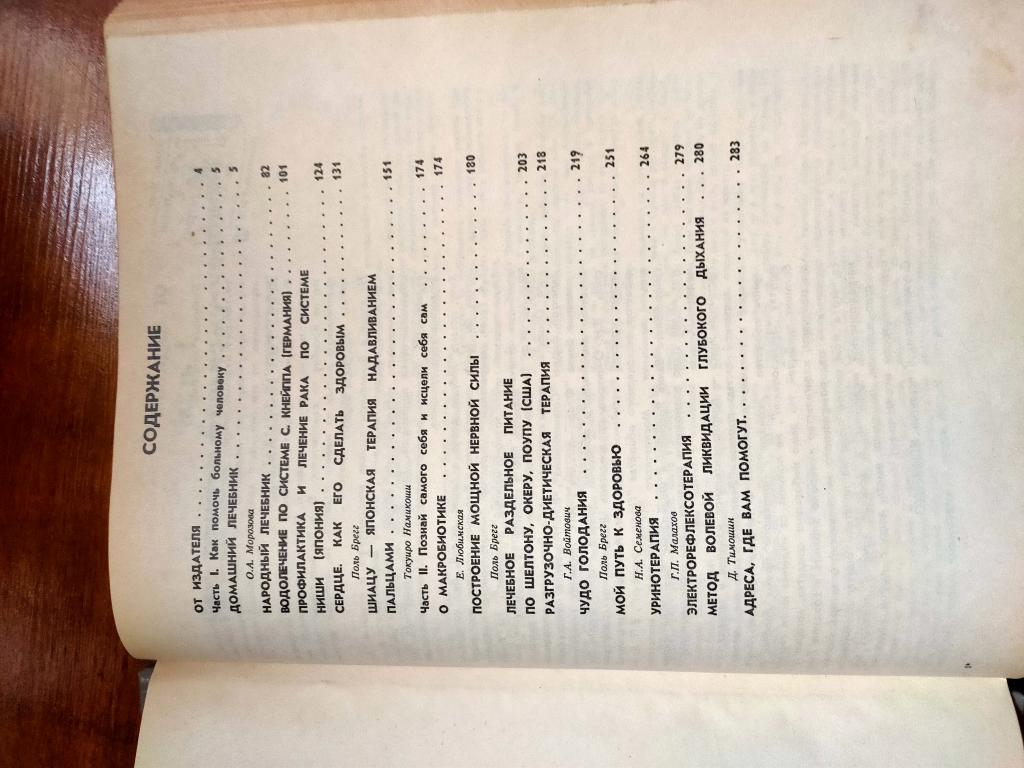 СОДЕРЖАНИЕ
ОТ ИЗДАТЕЛЯ . . . . . . . . . . . . . . . . . . . . 4
Часть I. Как помочь больному человеку . . . . . . . . 5
ДОМАШНИЙ ЛЕЧЕБНИК . . . . . . . . . . . . . . . . 5
О.А. Морозова
НАРОДНЫЙ ЛЕЧЕБНИК . . . . . . . . . . . . . . . . 82
ВОДОЛЕЧЕНИЕ ПО СИСТЕМЕ С. КНЕЙППА (ГЕРМАНИЯ) . . . . . 101
ПРОФИЛАКТИКА И ЛЕЧЕНИЕ РАКА ПО СИСТЕМЕ
НИШИ (ЯПОНИЯ) . . . . . . . . . . . . . . . . . . 124
СЕРДЦЕ. КАК ЕГО СДЕЛАТЬ ЗДОРОВЫМ . . . . . . . . . 131
Поль Брегг
ШИАЦУ — ЯПОНСКАЯ ТЕРАПИЯ НАДАВЛИВАНИЕМ
ПАЛЬЦАМИ . . . . . . . . . . . . . . . . . . . . . 151
Токуиро Намикоши
Часть II. Познай самого себя и исцели себя сам . . . . . 174
О МАКРОБИОТИКЕ . . . . . . . . . . . . . . . . . . 174
Е. Любимская
ПОСТРОЕНИЕ МОЩНОЙ НЕРВНОЙ СИЛЫ . . . . . . . . . 180
Поль Брегг
ЛЕЧЕБНОЕ РАЗДЕЛЬНОЕ ПИТАНИЕ
ПО ШЕЛТОНУ, ОКЕРУ, ПОУПУ (США) . . . . . . . . . . 203
РАЗГРУЗОЧНО-ДИЕТИЧЕСКАЯ ТЕРАПИЯ . . . . . . . . . 218
Г.А. Войтович
ЧУДО ГОЛОДАНИЯ . . . . . . . . . . . . . . . . . . 219
Поль Брегг
МОЙ ПУТЬ К ЗДОРОВЬЮ . . . . . . . . . . . . . . . 251
Н.А. Семенова
УРИНОТЕРАПИЯ . . . . . . . . . . . . . . . . . . . 264
Г.П. Малахов
ЭЛЕКТРОРЕФЛЕКСОТЕРАПИЯ . . . . . . . . . . . . . . 279
МЕТОД ВОЛЕВОЙ ЛИКВИДАЦИИ ГЛУБОКОГО ДЫХАНИЯ . . 280
Д. Тимошин
АДРЕСА, ГДЕ ВАМ ПОМОГУТ. . . . . . . . . . . . . . 283